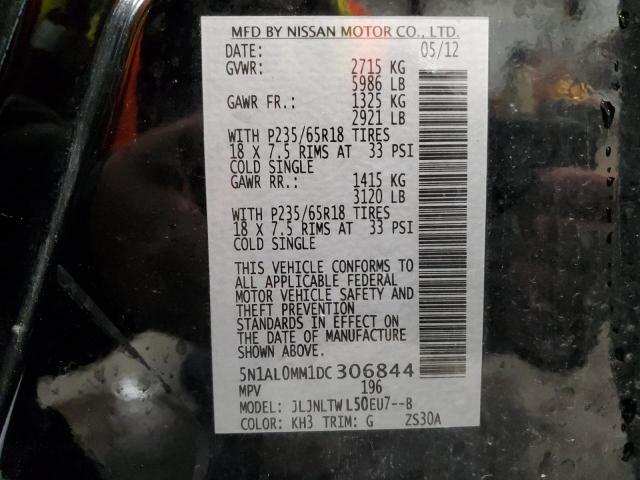 MFD BY NISSAN MOTOR CO., LTD.
DATE: 05/12
GVWR: 2715 KG
5986 LB
GAWR FR.: 1325 KG
2921 LB
WITH P235/65R18 TIRES
18 X 7.5 RIMS AT 33 PSI
COLD SINGLE
GAWR RR.: 1415 KG
3120 LB
WITH P235/65R18 TIRES
18 X 7.5 RIMS AT 33 PSI
COLD SINGLE
THIS VEHICLE CONFORMS TO
ALL APPLICABLE FEDERAL
MOTOR VEHICLE SAFETY AND
THEFT PREVENTION
STANDARDS IN EFFECT ON
THE DATE OF MANUFACTURE
SHOWN ABOVE.
5N1AL0MM1DC306844
MPV 196
MODEL: JLJNLTWL50EU7--B
COLOR: KH3 TRIM: G ZS30A